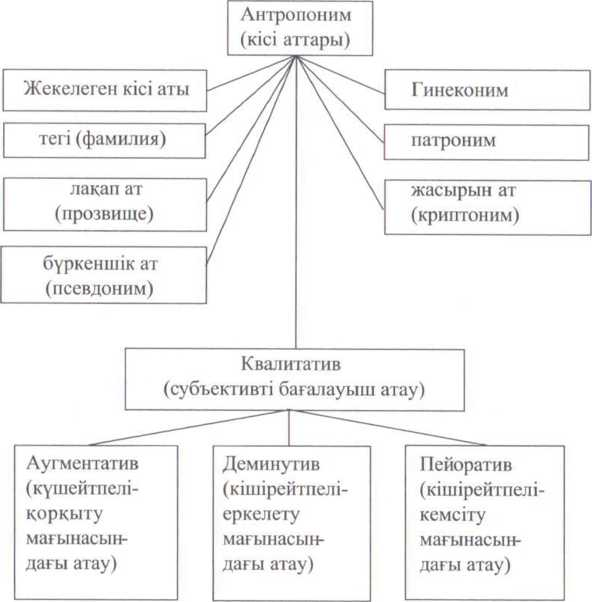 Антропоним
(кісі аттары)
Жекелеген кісі аты
тегі (фамилия)
лақап ат
(прозвище)
бүркеншік ат
(псевдоним)
Гинеконим
патроним
жасырын ат
(криптоним)
Квалитатив
(субъективті бағалауыш атау)
Аугментатив
(күшейтпелі-
қорқыту
мағынасын-
дағы атау)
Деминутив
(кішірейтпелі-
еркелету
мағынасын-
дағы атау)
Пейоратив
(кішірейтпелі-
кемсіту
мағынасын-
дағы атау)